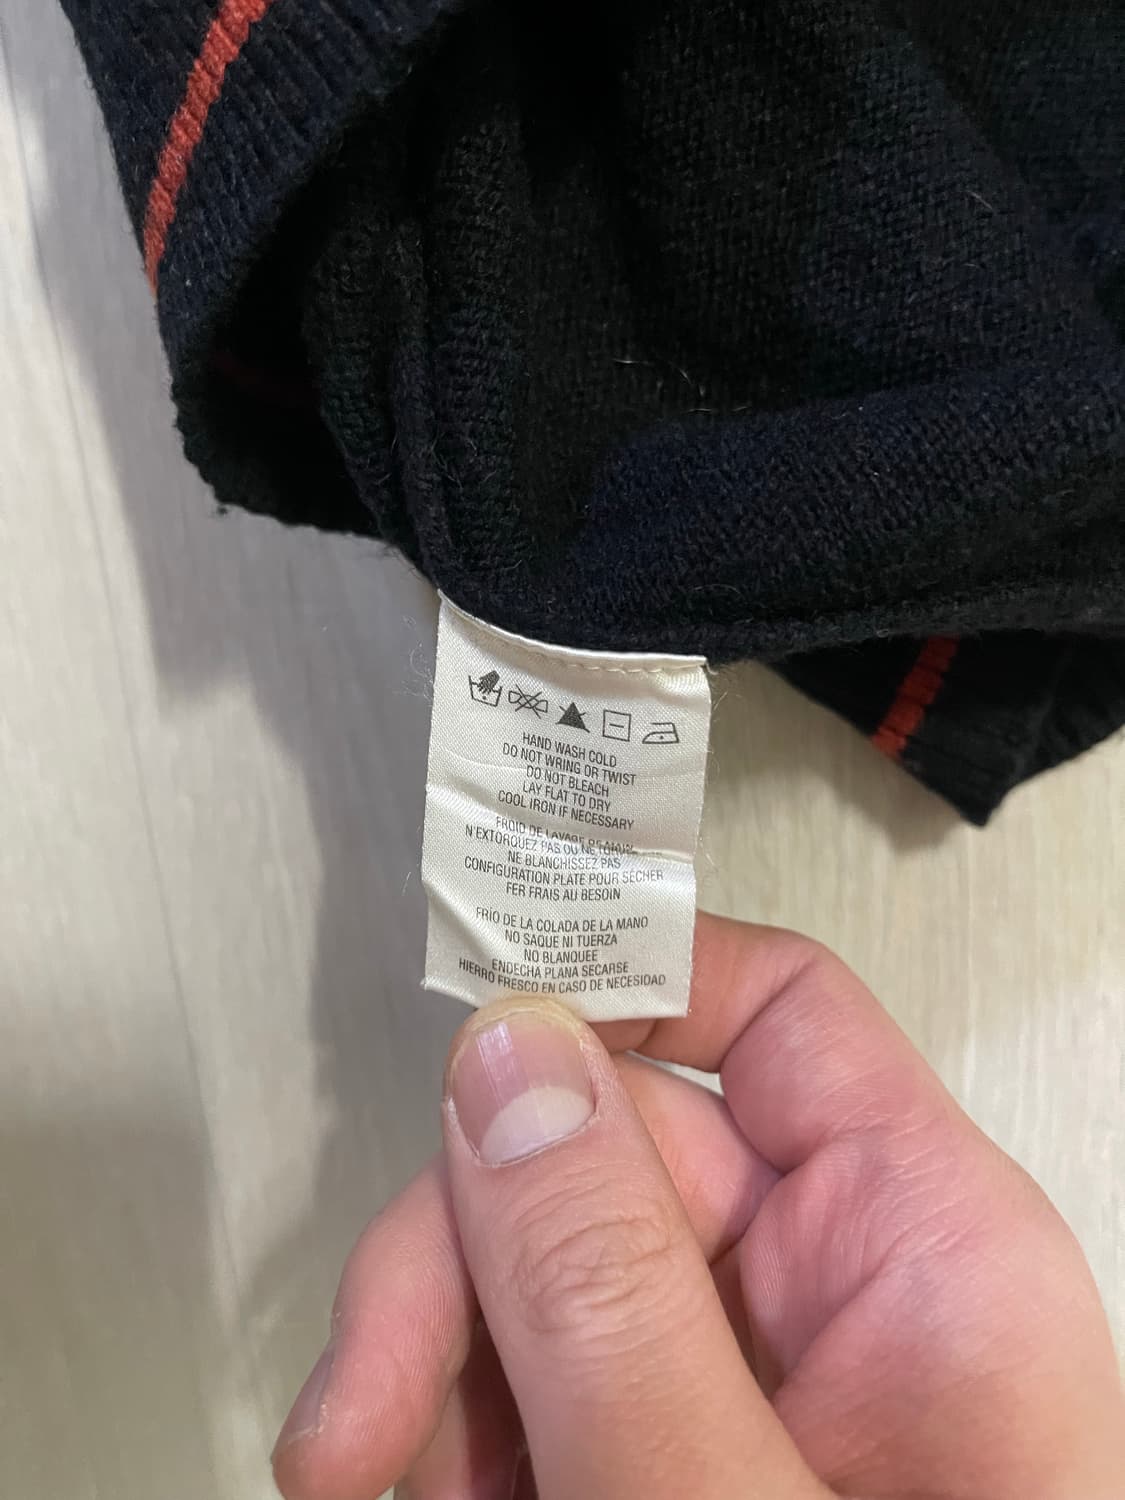 HAND WASH COLD
DO NOT WRING OR TWIST
DO NOT BLEACH
LAY FLAT TO DRY
COOL IRON IF NECESSARY
FROID DE LAVAGE DE
N'EXTORQUEZ PAS OU NE
NE BLANCHISSEZ PAS
CONFIGURATION PLATE POUR SÉCHER
FER FRAIS AU BESOIN
FRÍO DE LA COLADA DE LA MANO
NO SAQUE NI TUERZA
NO BLANQUEE
ENDECHA PLANA SECARSE
HIERRO FRESCO EN CASO DE NECESIDAD